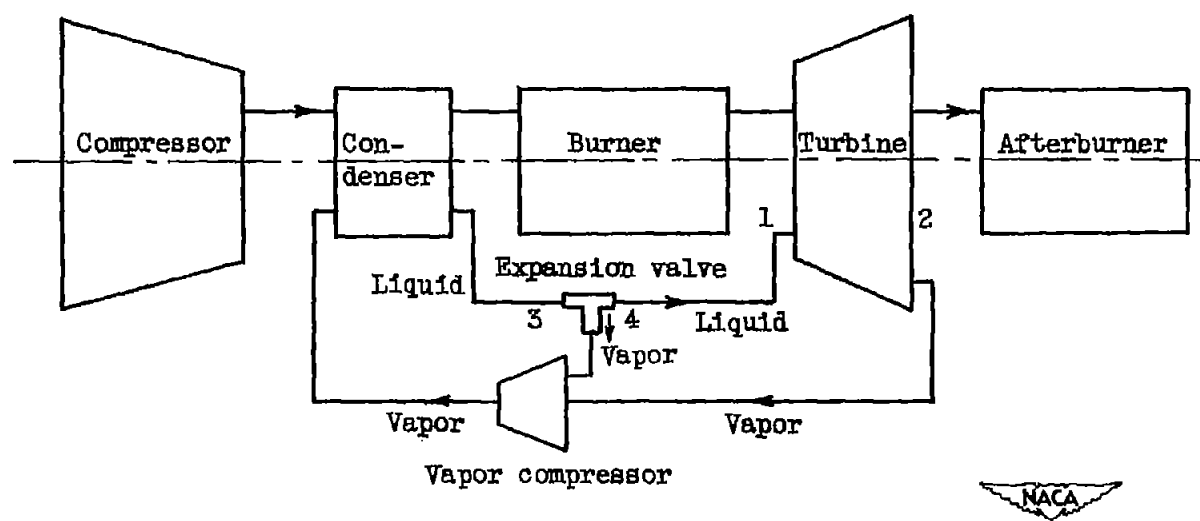 Compressor
Con-
denser
Burner
Turbine
Afterburner
1
2
Liquid
Expansion valve
3
4
Liquid
Vapor
Vapor
Vapor
Vapor compressor
NACA